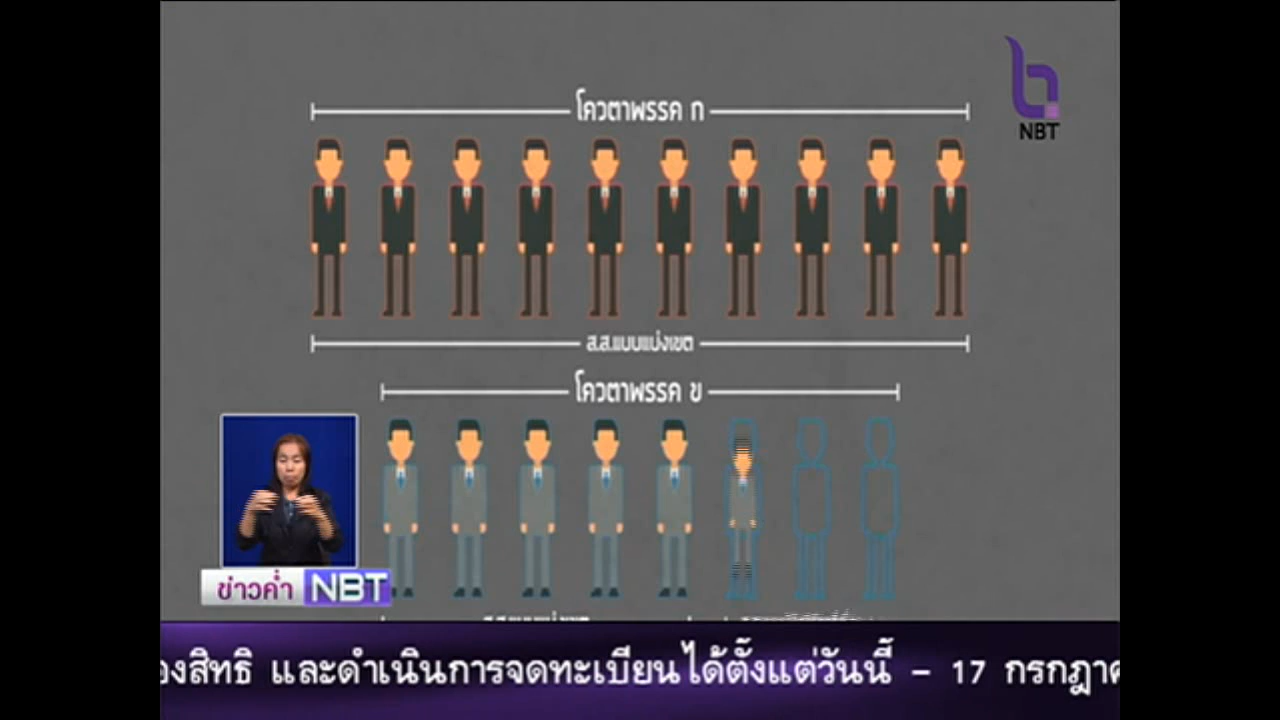 โควตาพรรค ก
NBT
ส.ส.แบบแบ่งเขต
โควตาพรรค ข
ข่าวค่ำ NBT
องสิทธิ และดำเนินการจดทะเบียนได้ตั้งแต่วันนี้ - 17 กรกฎาค